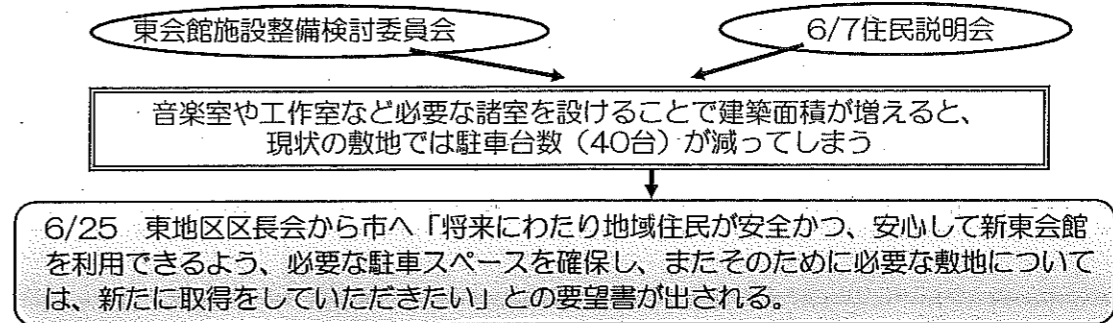 東会館施設整備検討委員会
6/7住民説明会
音楽室や工作室など必要な諸室を設けることで建築面積が増えると、
現状の敷地では駐車台数（40台）が減ってしまう
6/25　東地区区長会から市へ「将来にわたり地域住民が安全かつ、安心して新東会館
を利用できるよう、必要な駐車スペースを確保し、またそのために必要な敷地について
は、新たに取得をしていただきたい」との要望書が出される。